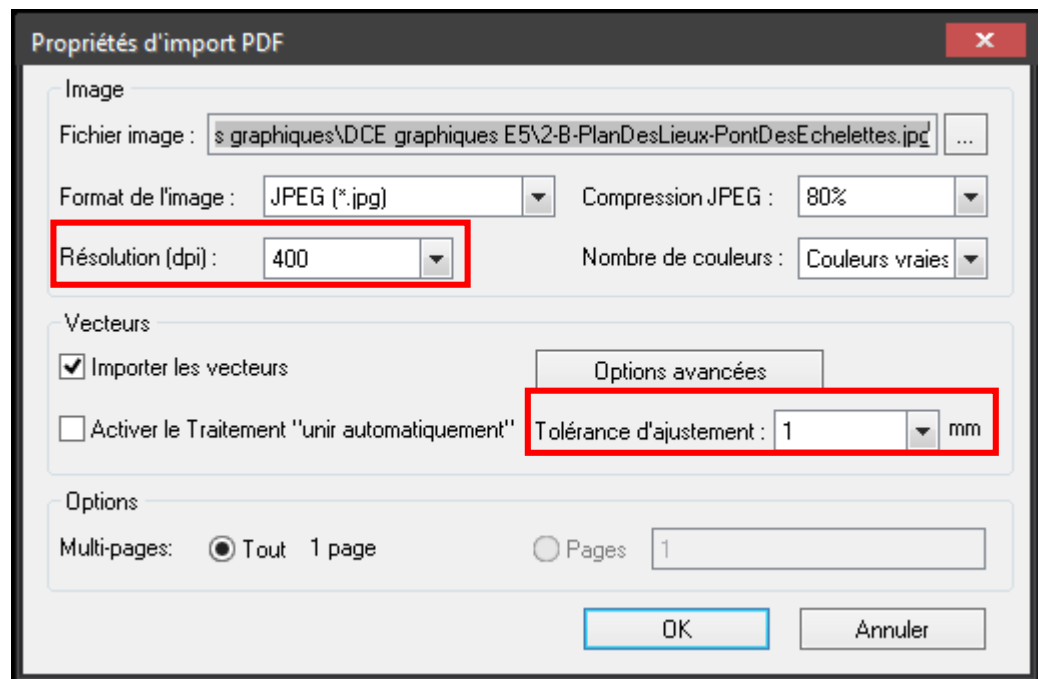 Propriétés d'import PDF
Image
Fichier image : s graphiques\DCE graphiques E5\2-B-PlanDesLieux-PontDesEchelettes.jpg ...
Format de l'image : JPEG (*.jpg) Compression JPEG : 80%
Résolution (dpi) : 400 Nombre de couleurs : Couleurs vraies
Vecteurs
Importer les vecteurs Options avancées
Activer le Traitement "unir automatiquement" Tolérance d'ajustement : 1 mm
Options
Multi-pages: Tout 1 page Pages 1
OK Annuler